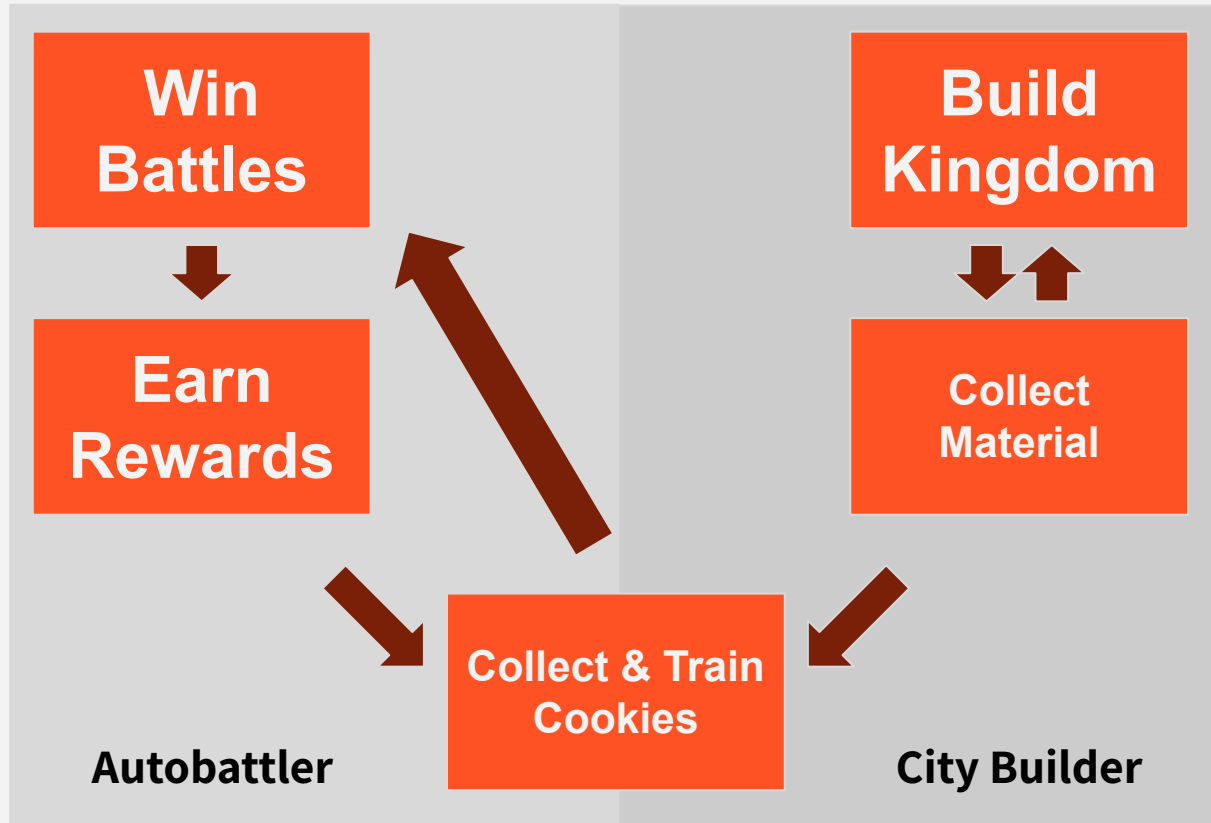 Win
Battles
Build
Kingdom
Earn
Rewards
Collect
Material
Collect & Train
Cookies
Autobattler
City Builder